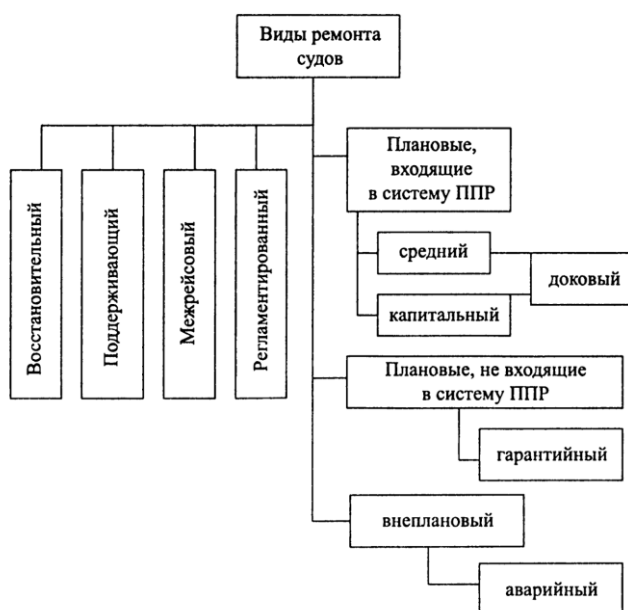 Виды ремонта
судов
Восстановительный
Поддерживающий
Межрейсовый
Регламентированный
Плановые,
входящие
в систему ППР
средний
доковый
капитальный
Плановые, не входящие
в систему ППР
гарантийный
внеплановый
аварийный